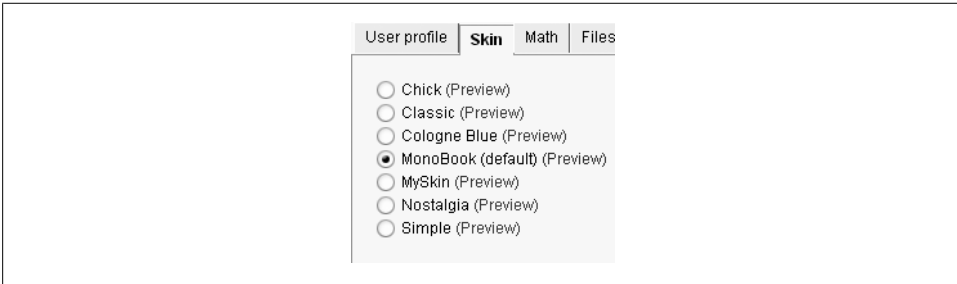 User profile Skin Math Files
Chick (Preview)
Classic (Preview)
Cologne Blue (Preview)
MonoBook (default) (Preview)
MySkin (Preview)
Nostalgia (Preview)
Simple (Preview)